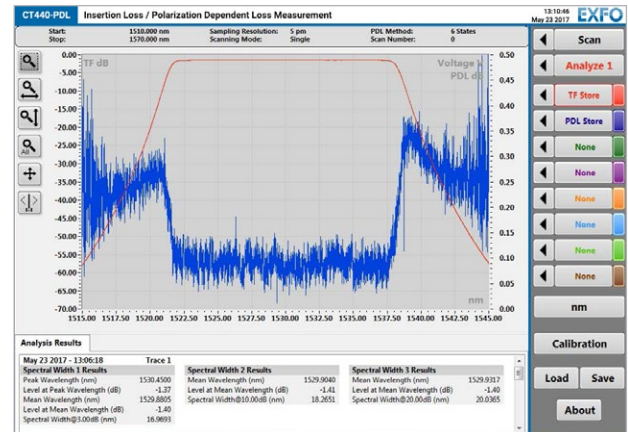 CT440-PDL Insertion Loss / Polarization Dependent Loss Measurement 13:10:46 May 23 2017 EXFO
Start: 1510.000 nm Sampling Resolution: 5 pm PDL Method: 6 States
Stop: 1570.000 nm Scanning Mode: Single Scan Number: 0
Scan
Analyze 1
TF Store
PDL Store
None
None
None
None
None
None
nm
Calibration
Load Save
About
TF dB
Voltage V
PDL dB
nm
0.00
-5.00
-10.00
-15.00
-20.00
-25.00
-30.00
-35.00
-40.00
-45.00
-50.00
-55.00
-60.00
-65.00
-70.00
0.50
0.45
0.40
0.35
0.30
0.25
0.20
0.15
0.10
0.05
0.00
1515.00 1517.50 1520.00 1522.50 1525.00 1527.50 1530.00 1532.50 1535.00 1537.50 1540.00 1542.50 1545.00
Analysis Results
May 23 2017 - 13:06:18 Trace 1
Spectral Width 1 Results
Peak Wavelength (nm) 1530.4500
Level at Peak Wavelength (dB) -1.37
Mean Wavelength (nm) 1529.8805
Level at Mean Wavelength (dB) -1.40
Spectral Width@3.00dB (nm) 16.9693
Spectral Width 2 Results
Mean Wavelength (nm) 1529.9040
Level at Mean Wavelength (dB) -1.41
Spectral Width@10.00dB (nm) 18.2651
Spectral Width 3 Results
Mean Wavelength (nm) 1529.9317
Level at Mean Wavelength (dB) -1.40
Spectral Width@20.00dB (nm) 20.0365